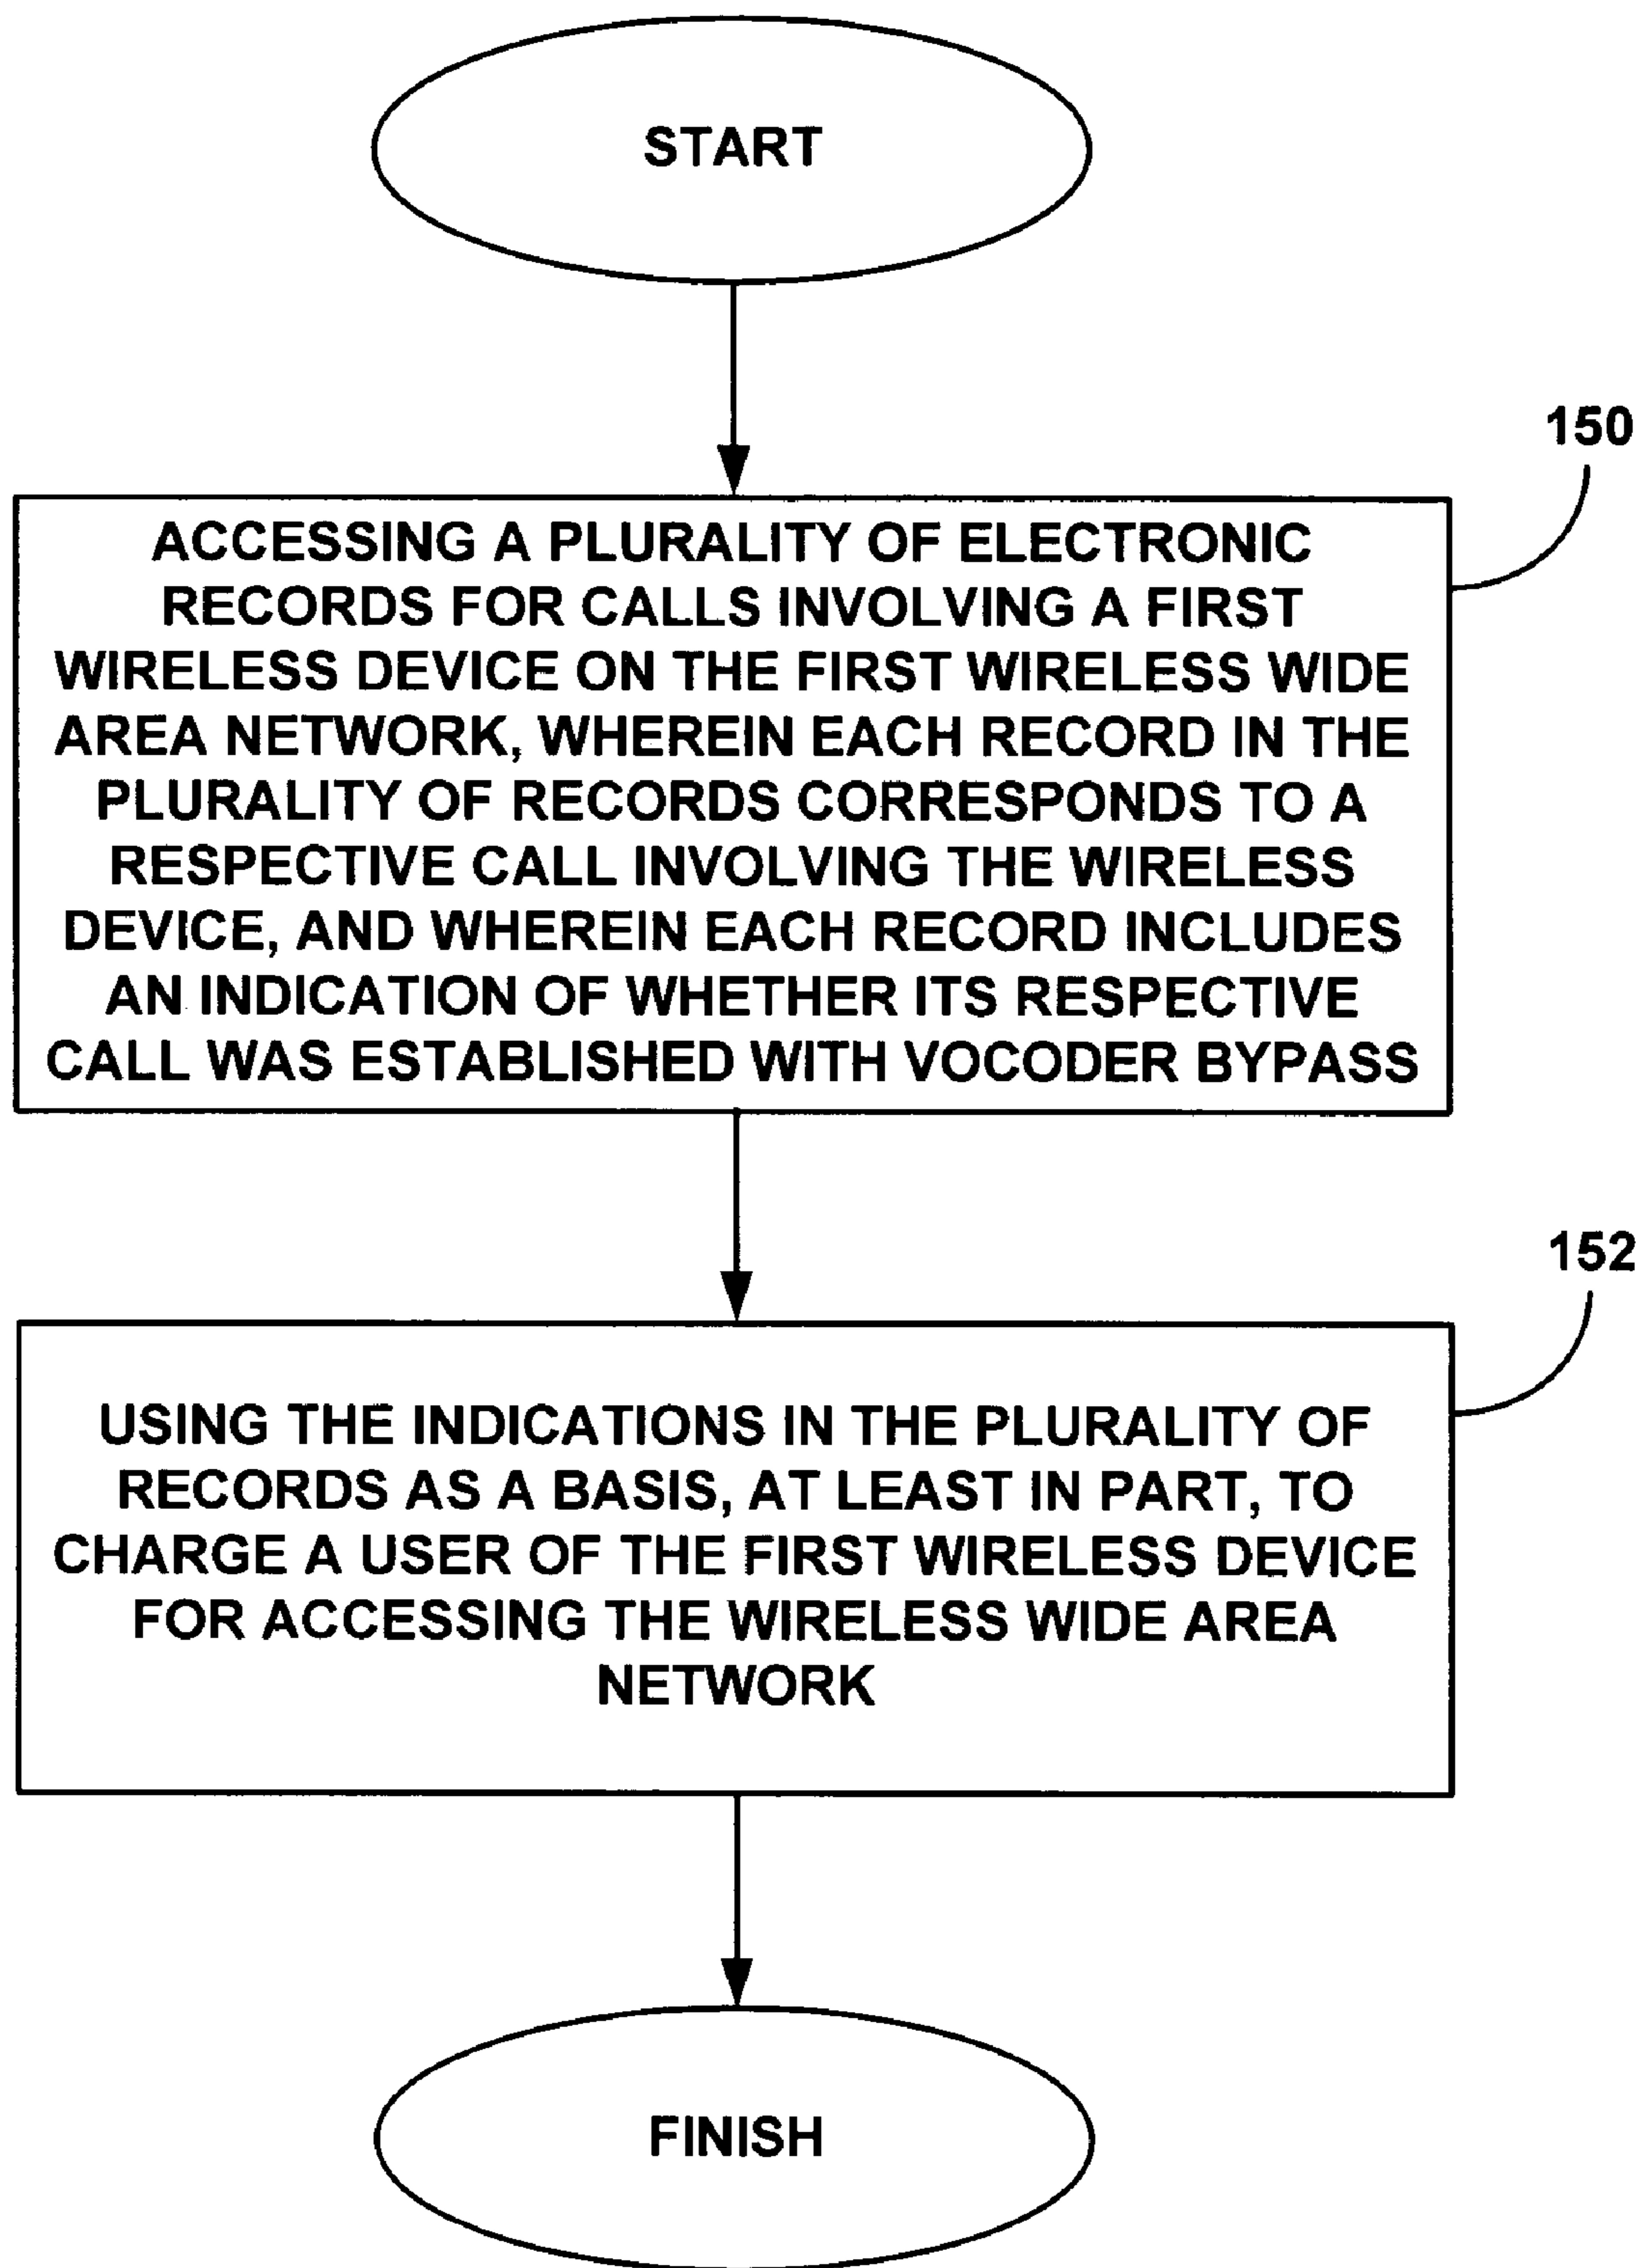 START
150
ACCESSING A PLURALITY OF ELECTRONIC
RECORDS FOR CALLS INVOLVING A FIRST
WIRELESS DEVICE ON THE FIRST WIRELESS WIDE
AREA NETWORK, WHEREIN EACH RECORD IN THE
PLURALITY OF RECORDS CORRESPONDS TO A
RESPECTIVE CALL INVOLVING THE WIRELESS
DEVICE, AND WHEREIN EACH RECORD INCLUDES
AN INDICATION OF WHETHER ITS RESPECTIVE
CALL WAS ESTABLISHED WITH VOCODER BYPASS
152
USING THE INDICATIONS IN THE PLURALITY OF
RECORDS AS A BASIS, AT LEAST IN PART, TO
CHARGE A USER OF THE FIRST WIRELESS DEVICE
FOR ACCESSING THE WIRELESS WIDE AREA
NETWORK
FINISH